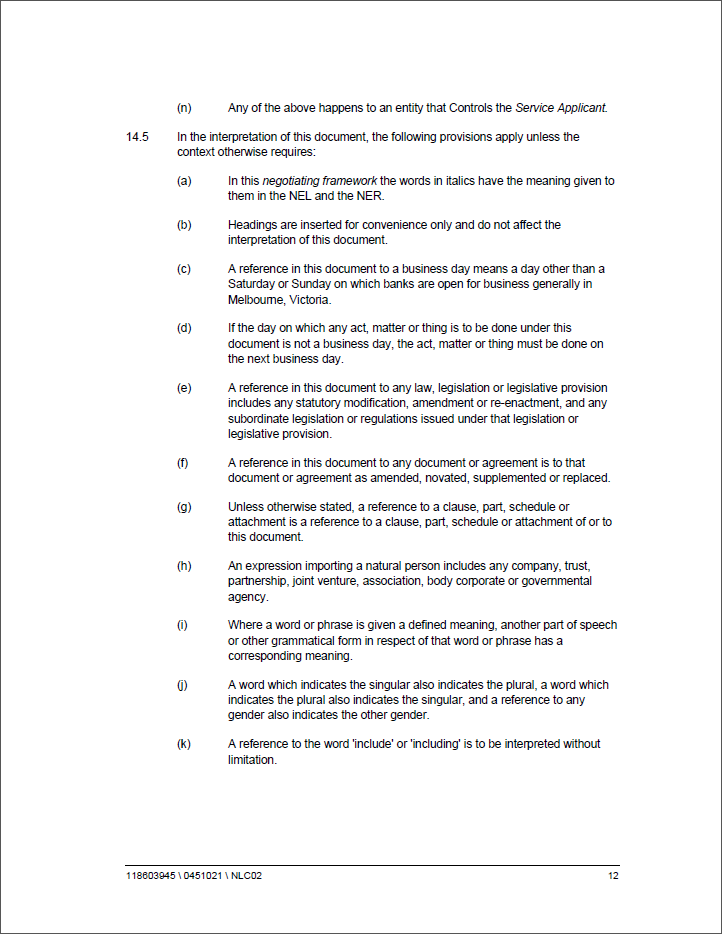 (n) Any of the above happens to an entity that Controls the Service Applicant.
14.5 In the interpretation of this document, the following provisions apply unless the
context otherwise requires:
(a) In this negotiating framework the words in italics have the meaning given to
them in the NEL and the NER.
(b) Headings are inserted for convenience only and do not affect the
interpretation of this document.
(c) A reference in this document to a business day means a day other than a
Saturday or Sunday on which banks are open for business generally in
Melbourne, Victoria.
(d) If the day on which any act, matter or thing is to be done under this
document is not a business day, the act, matter or thing must be done on
the next business day.
(e) A reference in this document to any law, legislation or legislative provision
includes any statutory modification, amendment or re-enactment, and any
subordinate legislation or regulations issued under that legislation or
legislative provision.
(f) A reference in this document to any document or agreement is to that
document or agreement as amended, novated, supplemented or replaced.
(g) Unless otherwise stated, a reference to a clause, part, schedule or
attachment is a reference to a clause, part, schedule or attachment of or to
this document.
(h) An expression importing a natural person includes any company, trust,
partnership, joint venture, association, body corporate or governmental
agency.
(i) Where a word or phrase is given a defined meaning, another part of speech
or other grammatical form in respect of that word or phrase has a
corresponding meaning.
(j) A word which indicates the singular also indicates the plural, a word which
indicates the plural also indicates the singular, and a reference to any
gender also indicates the other gender.
(k) A reference to the word 'include' or 'including' is to be interpreted without
limitation.
118603945 \ 0451021 \ NLC02 12